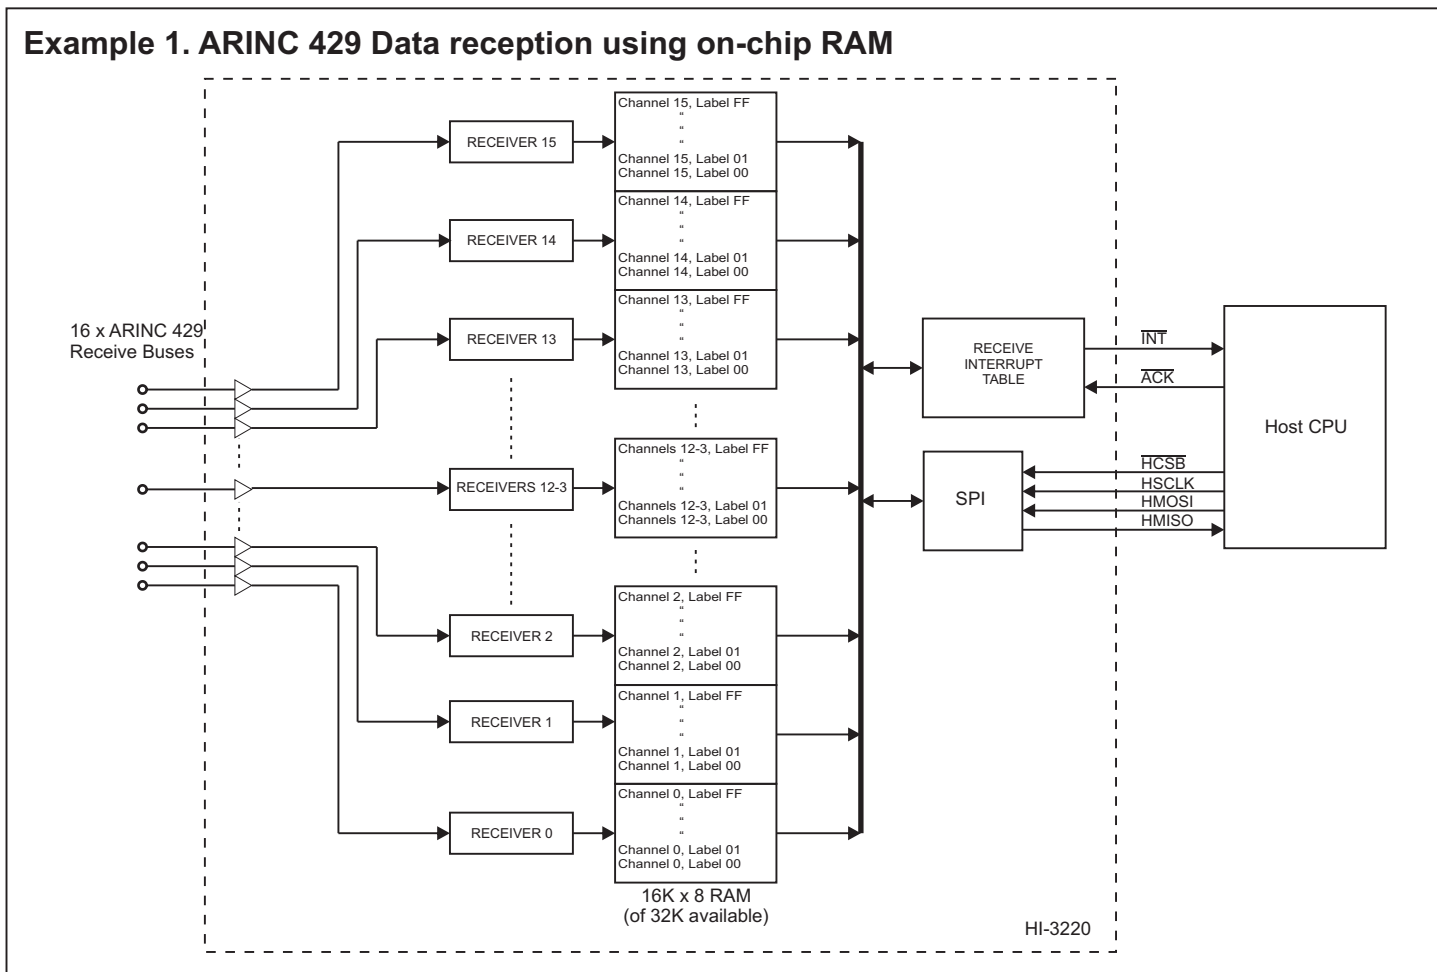 Example 1. ARINC 429 Data reception using on-chip RAM
16 x ARINC 429
Receive Buses
RECEIVER 15
RECEIVER 14
RECEIVER 13
RECEIVERS 12-3
RECEIVER 2
RECEIVER 1
RECEIVER 0
Channel 15, Label FF
“
“
“
Channel 15, Label 01
Channel 15, Label 00
Channel 14, Label FF
“
“
“
Channel 14, Label 01
Channel 14, Label 00
Channel 13, Label FF
“
“
“
Channel 13, Label 01
Channel 13, Label 00
Channels 12-3, Label FF
“
“
“
Channels 12-3, Label 01
Channels 12-3, Label 00
Channel 2, Label FF
“
“
“
Channel 2, Label 01
Channel 2, Label 00
Channel 1, Label FF
“
“
“
Channel 1, Label 01
Channel 1, Label 00
Channel 0, Label FF
“
“
“
Channel 0, Label 01
Channel 0, Label 00
16K x 8 RAM
(of 32K available)
RECEIVE
INTERRUPT
TABLE
SPI
INT
ACK
HCSB
HSCLK
HMOSI
HMISO
Host CPU
HI-3220